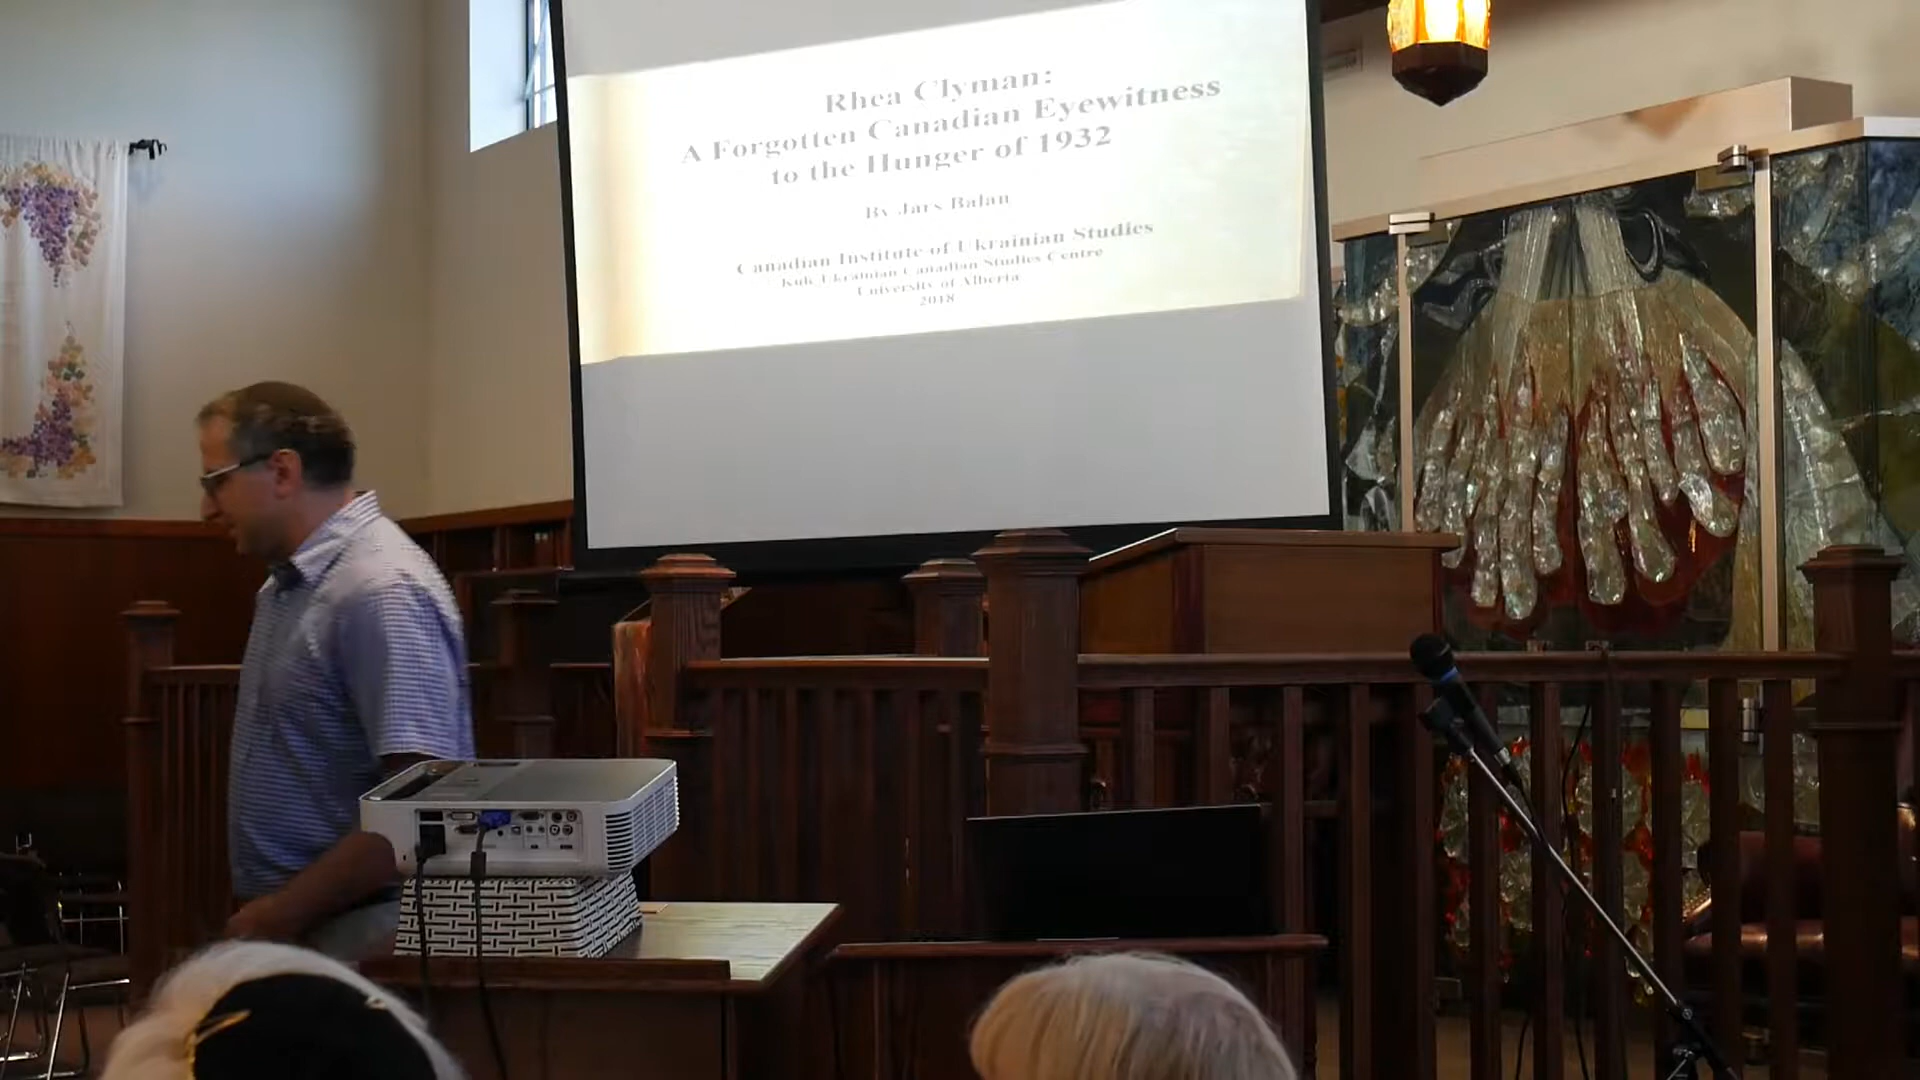 Rhea Clyman:
A Forgotten Canadian Eyewitness
to the Hunger of 1932
By Jars Balan
Canadian Institute of Ukrainian Studies
Kule Ukrainian Canadian Studies Centre
University of Alberta
2018